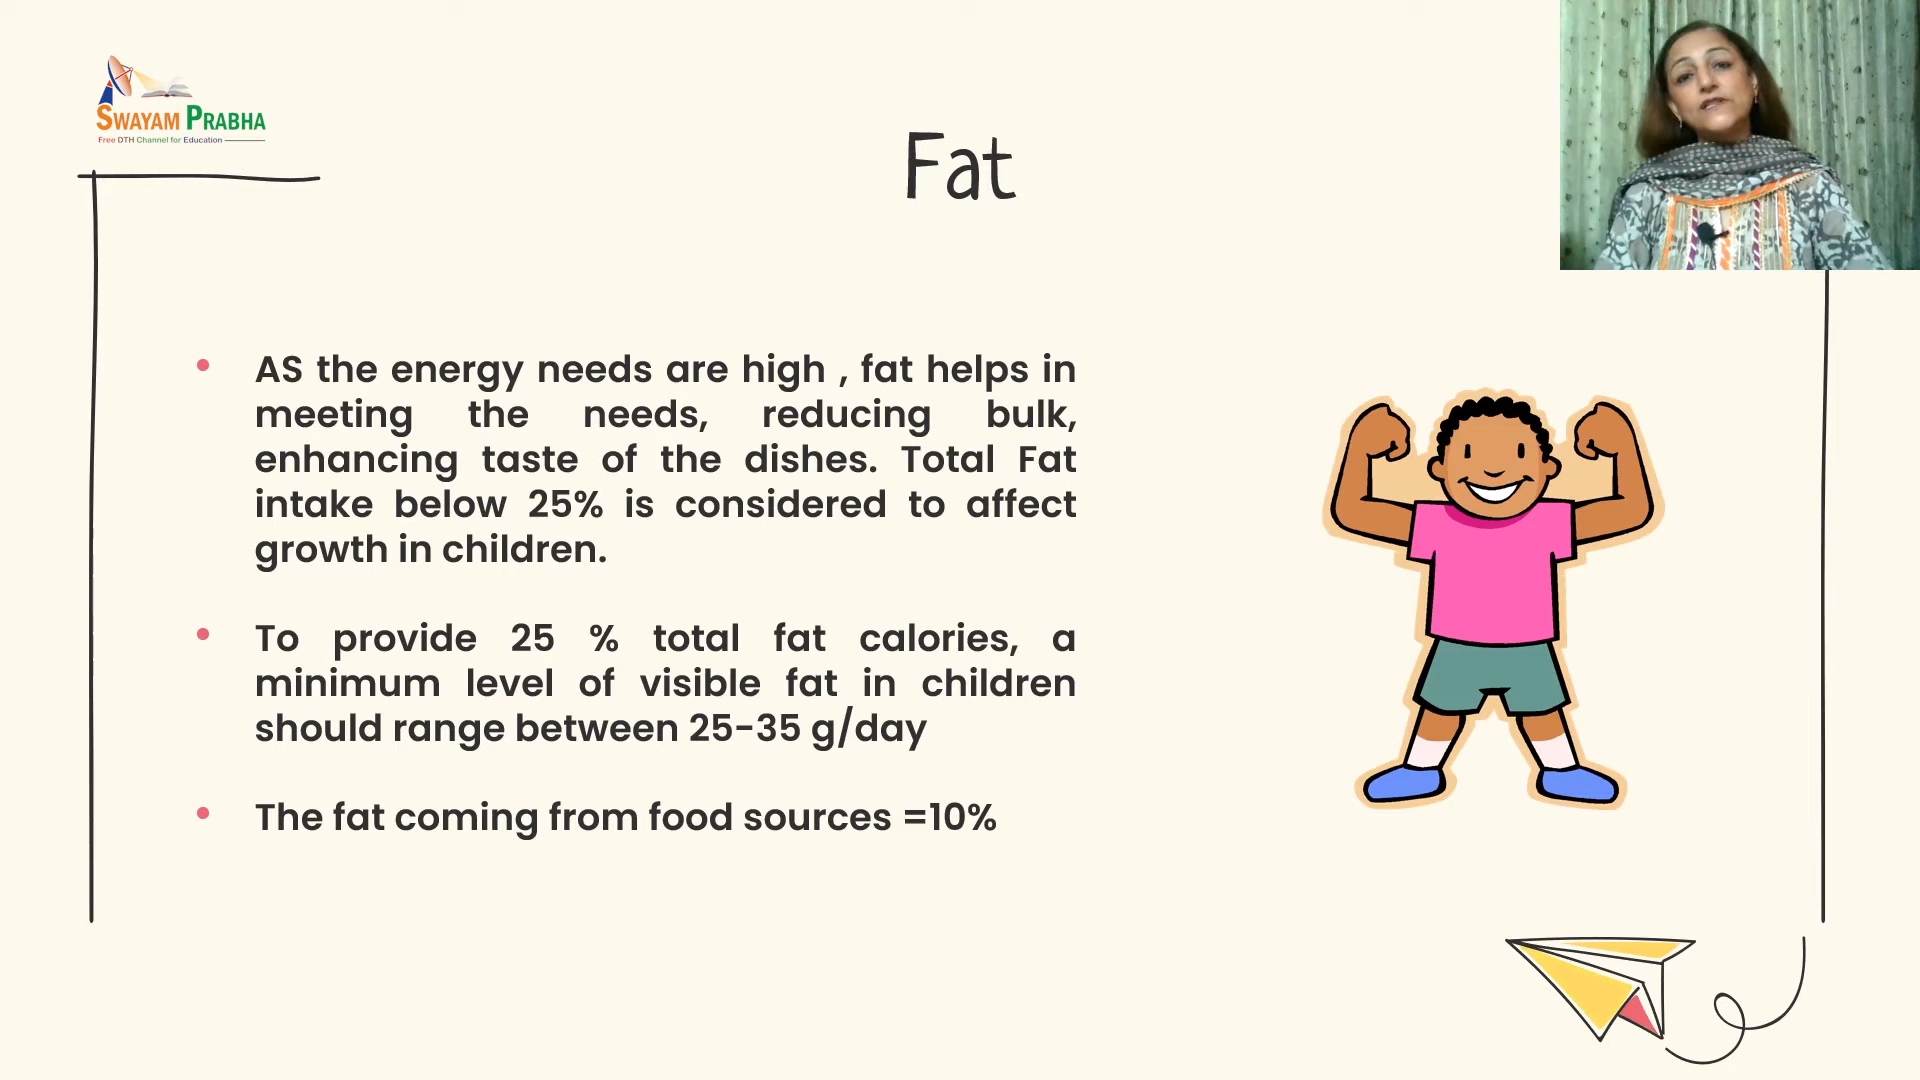 SWAYAM PRABHA
Free DTH Channel for Education
Fat
• AS the energy needs are high , fat helps in
meeting the needs, reducing bulk,
enhancing taste of the dishes. Total Fat
intake below 25% is considered to affect
growth in children.
• To provide 25 % total fat calories, a
minimum level of visible fat in children
should range between 25-35 g/day
• The fat coming from food sources =10%